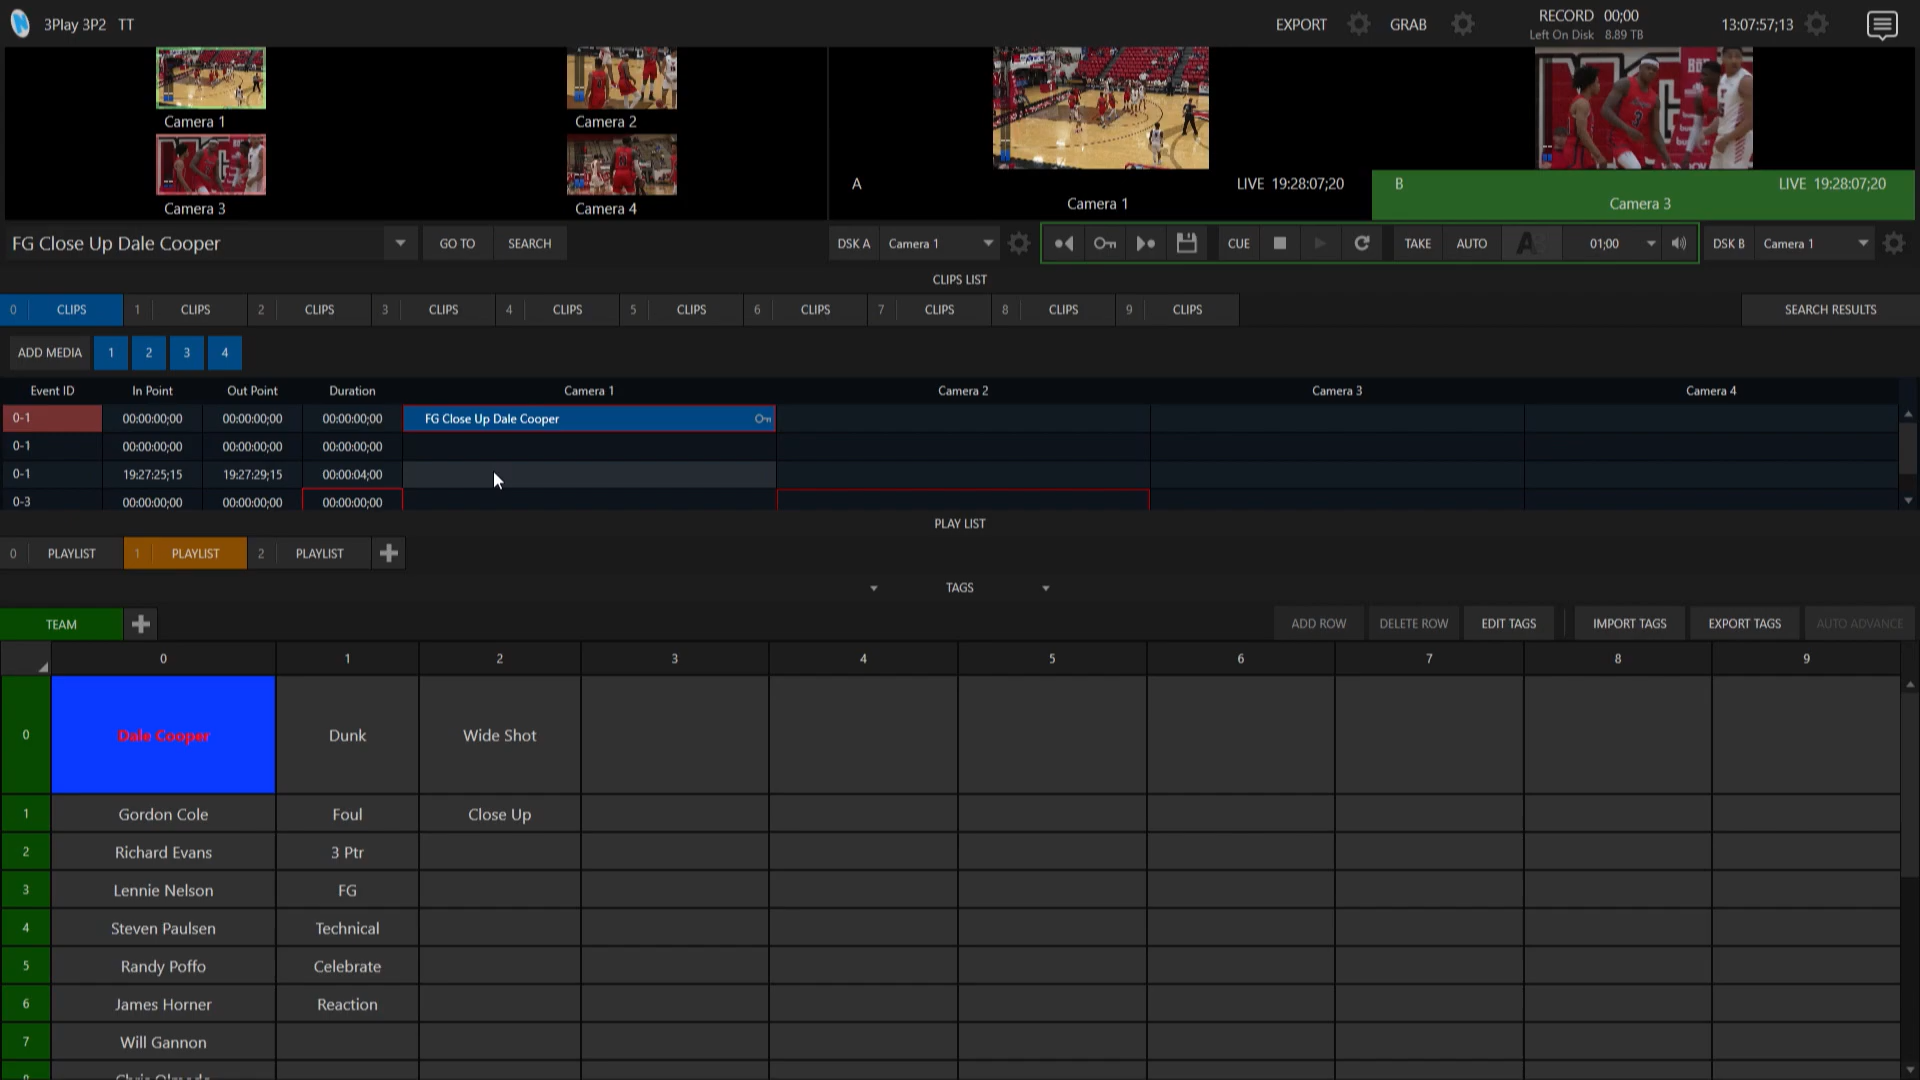 3Play 3P2 TT
EXPORT GRAB RECORD 00;00 13:07:57;13
Left On Disk 8.89 TB
Camera 1 Camera 2
Camera 3 Camera 4
A LIVE 19:28:07;20
Camera 1
B LIVE 19:28:07;20
Camera 3
FG Close Up Dale Cooper GO TO SEARCH DSK A Camera 1 CUE TAKE AUTO A 01;00 DSK B Camera 1
CLIPS LIST
0 CLIPS 1 CLIPS 2 CLIPS 3 CLIPS 4 CLIPS 5 CLIPS 6 CLIPS 7 CLIPS 8 CLIPS 9 CLIPS SEARCH RESULTS
ADD MEDIA 1 2 3 4
Event ID In Point Out Point Duration Camera 1 Camera 2 Camera 3 Camera 4
0-1 00:00:00;00 00:00:00;00 00:00:00;00 FG Close Up Dale Cooper
0-1 00:00:00;00 00:00:00;00 00:00:00;00
0-1 19:27:25;15 19:27:29;15 00:00:04;00
0-3 00:00:00;00 00:00:00;00 00:00:00;00
PLAY LIST
0 PLAYLIST 1 PLAYLIST 2 PLAYLIST
TAGS
TEAM ADD ROW DELETE ROW EDIT TAGS IMPORT TAGS EXPORT TAGS AUTO ADVANCE
0 1 2 3 4 5 6 7 8 9
0 Dale Cooper Dunk Wide Shot
1 Gordon Cole Foul Close Up
2 Richard Evans 3 Ptr
3 Lennie Nelson FG
4 Steven Paulsen Technical
5 Randy Poffo Celebrate
6 James Horner Reaction
7 Will Gannon